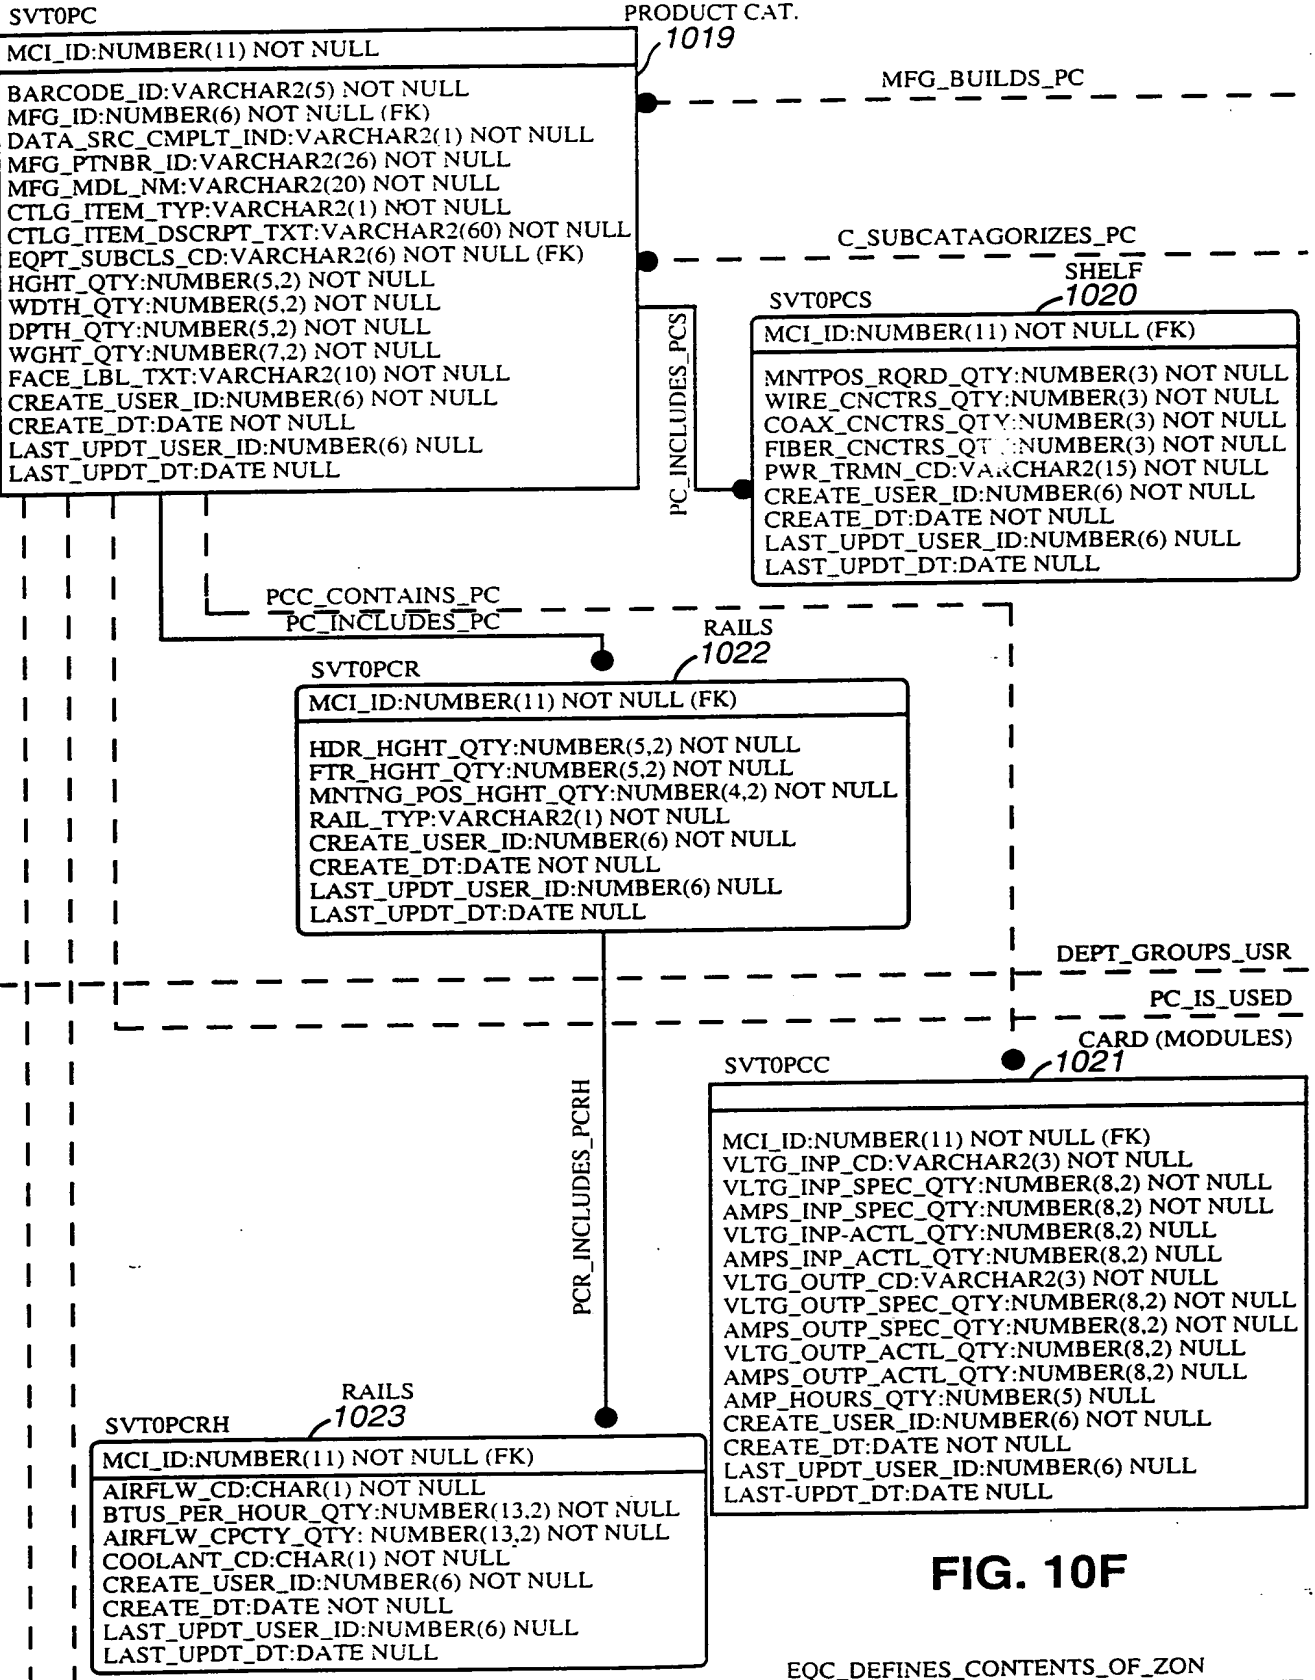 SVT0PC
PRODUCT CAT.
1019
MCI_ID:NUMBER(11) NOT NULL
BARCODE_ID:VARCHAR2(5) NOT NULL
MFG_ID:NUMBER(6) NOT NULL (FK)
DATA_SRC_CMPLT_IND:VARCHAR2(1) NOT NULL
MFG_PTNBR_ID:VARCHAR2(26) NOT NULL
MFG_MDL_NM:VARCHAR2(20) NOT NULL
CTLG_ITEM_TYP:VARCHAR2(1) NOT NULL
CTLG_ITEM_DSCRPT_TXT:VARCHAR2(60) NOT NULL
EQPT_SUBCLS_CD:VARCHAR2(6) NOT NULL (FK)
HGHT_QTY:NUMBER(5,2) NOT NULL
WDTH_QTY:NUMBER(5,2) NOT NULL
DPTH_QTY:NUMBER(5,2) NOT NULL
WGHT_QTY:NUMBER(7,2) NOT NULL
FACE_LBL_TXT:VARCHAR2(10) NOT NULL
CREATE_USER_ID:NUMBER(6) NOT NULL
CREATE_DT:DATE NOT NULL
LAST_UPDT_USER_ID:NUMBER(6) NULL
LAST_UPDT_DT:DATE NULL
MFG_BUILDS_PC
C_SUBCATAGORIZES_PC
PC_INCLUDES_PCS
SHELF
1020
SVT0PCS
MCI_ID:NUMBER(11) NOT NULL (FK)
MNTPOS_RQRD_QTY:NUMBER(3) NOT NULL
WIRE_CNCTRS_QTY:NUMBER(3) NOT NULL
COAX_CNCTRS_QTY:NUMBER(3) NOT NULL
FIBER_CNCTRS_QT :NUMBER(3) NOT NULL
PWR_TRMN_CD:VARCHAR2(15) NOT NULL
CREATE_USER_ID:NUMBER(6) NOT NULL
CREATE_DT:DATE NOT NULL
LAST_UPDT_USER_ID:NUMBER(6) NULL
LAST_UPDT_DT:DATE NULL
PCC_CONTAINS_PC
PC_INCLUDES_PC
RAILS
1022
SVT0PCR
MCI_ID:NUMBER(11) NOT NULL (FK)
HDR_HGHT_QTY:NUMBER(5,2) NOT NULL
FTR_HGHT_QTY:NUMBER(5,2) NOT NULL
MNTNG_POS_HGHT_QTY:NUMBER(4,2) NOT NULL
RAIL_TYP:VARCHAR2(1) NOT NULL
CREATE_USER_ID:NUMBER(6) NOT NULL
CREATE_DT:DATE NOT NULL
LAST_UPDT_USER_ID:NUMBER(6) NULL
LAST_UPDT_DT:DATE NULL
DEPT_GROUPS_USR
PC_IS_USED
CARD (MODULES)
1021
SVT0PCC
MCI_ID:NUMBER(11) NOT NULL (FK)
VLTG_INP_CD:VARCHAR2(3) NOT NULL
VLTG_INP_SPEC_QTY:NUMBER(8,2) NOT NULL
AMPS_INP_SPEC_QTY:NUMBER(8,2) NOT NULL
VLTG_INP-ACTL_QTY:NUMBER(8,2) NULL
AMPS_INP_ACTL_QTY:NUMBER(8,2) NULL
VLTG_OUTP_CD:VARCHAR2(3) NOT NULL
VLTG_OUTP_SPEC_QTY:NUMBER(8,2) NOT NULL
AMPS_OUTP_SPEC_QTY:NUMBER(8,2) NOT NULL
VLTG_OUTP_ACTL_QTY:NUMBER(8,2) NULL
AMPS_OUTP_ACTL_QTY:NUMBER(8,2) NULL
AMP_HOURS_QTY:NUMBER(5) NULL
CREATE_USER_ID:NUMBER(6) NOT NULL
CREATE_DT:DATE NOT NULL
LAST_UPDT_USER_ID:NUMBER(6) NULL
LAST-UPDT_DT:DATE NULL
PCR_INCLUDES_PCRH
RAILS
1023
SVT0PCRH
MCI_ID:NUMBER(11) NOT NULL (FK)
AIRFLW_CD:CHAR(1) NOT NULL
BTUS_PER_HOUR_QTY:NUMBER(13,2) NOT NULL
AIRFLW_CPCTY_QTY: NUMBER(13,2) NOT NULL
COOLANT_CD:CHAR(1) NOT NULL
CREATE_USER_ID:NUMBER(6) NOT NULL
CREATE_DT:DATE NOT NULL
LAST_UPDT_USER_ID:NUMBER(6) NULL
LAST_UPDT_DT:DATE NULL
FIG. 10F
EQC_DEFINES_CONTENTS_OF_ZON